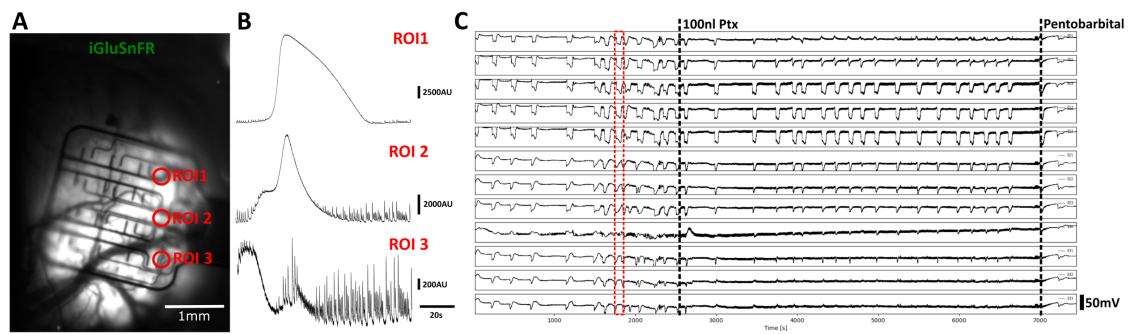 A
iGluSnFR
ROI1
ROI 2
ROI 3
1mm
B
ROI1
2500AU
ROI 2
2000AU
ROI 3
200AU
20s
C
100nl Ptx
Pentobarbital
50mV
1000
2000
3000
4000
5000
6000
7000
Time [s]